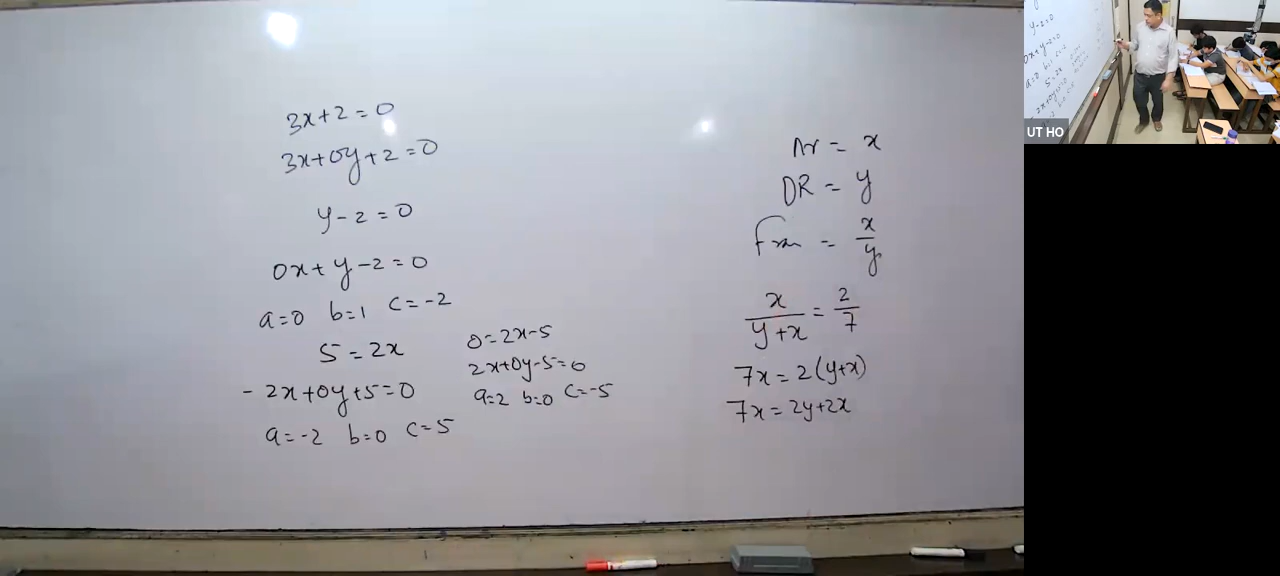 3x+2=0
3x+0y+2=0
y-2=0
0x+y-2=0
a=0 b=1 c=-2
5=2x
-2x+0y+5=0
a=-2 b=0 c=5
0=2x-5
2x+0y-5=0
a=2 b=0 c=-5
Nr = x
DR = y
Fxn = x/y
x/(y+x) = 2/7
7x=2(y+x)
7x=2y+2x
UT HO